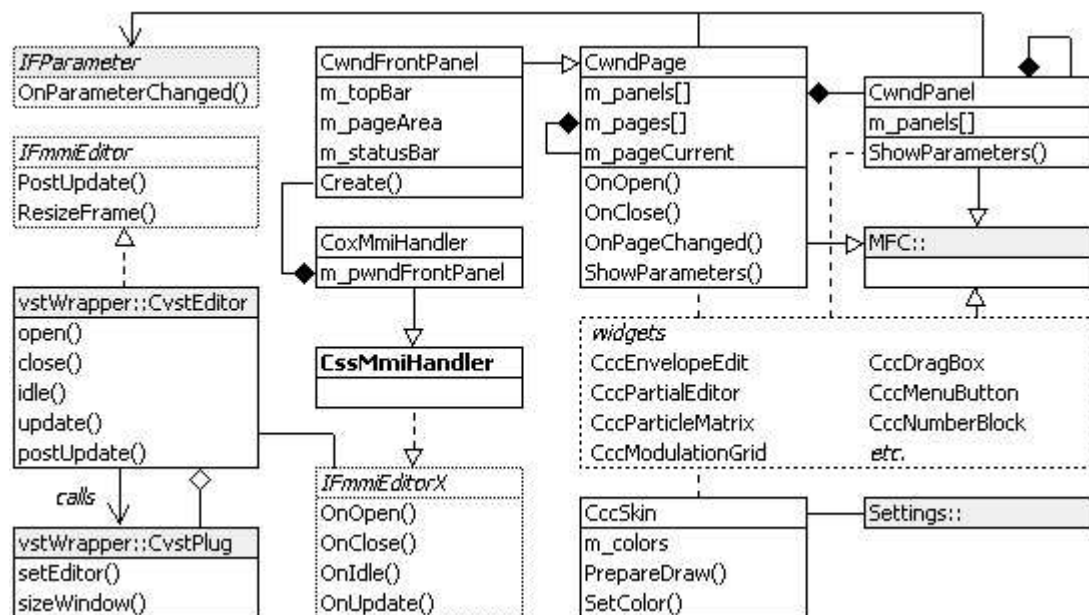 IFParameter
OnParameterChanged()
IFmmiEditor
PostUpdate()
ResizeFrame()
vstWrapper::CvstEditor
open()
close()
idle()
update()
postUpdate()
calls
vstWrapper::CvstPlug
setEditor()
sizeWindow()
CwndFrontPanel
m_topBar
m_pageArea
m_statusBar
Create()
CoxMmiHandler
m_pwndFrontPanel
CssMmiHandler
IFmmiEditorX
OnOpen()
OnClose()
OnIdle()
OnUpdate()
CwndPage
m_panels[]
m_pages[]
m_pageCurrent
OnOpen()
OnClose()
OnPageChanged()
ShowParameters()
CwndPanel
m_panels[]
ShowParameters()
MFC::
widgets
CccEnvelopeEdit
CccPartialEditor
CccParticleMatrix
CccModulationGrid
CccDragBox
CccMenuButton
CccNumberBlock
etc.
CccSkin
m_colors
PrepareDraw()
SetColor()
Settings::